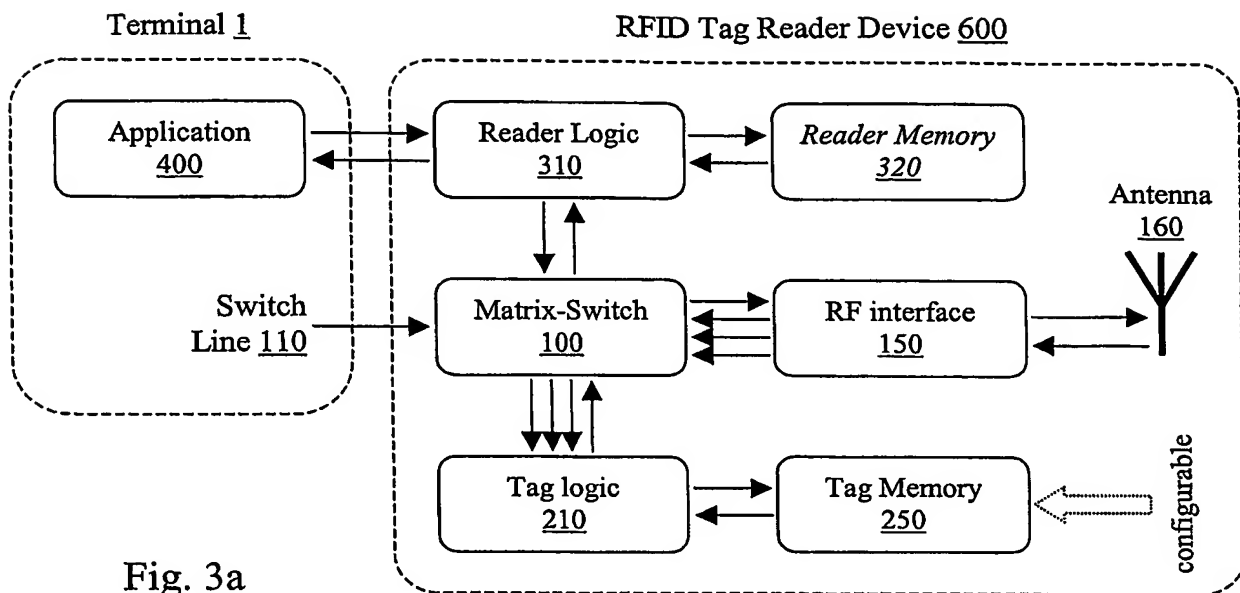 Terminal 1
RFID Tag Reader Device 600
Application
400
Reader Logic
310
Reader Memory
320
Antenna
160
Switch
Line 110
Matrix-Switch
100
RF interface
150
Tag logic
210
Tag Memory
250
configurable
Fig. 3a